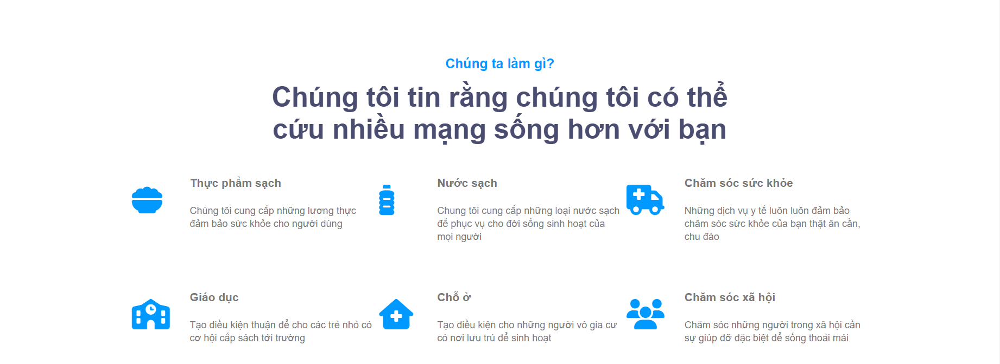 Chúng ta làm gì?
Chúng tôi tin rằng chúng tôi có thể
cứu nhiều mạng sống hơn với bạn
Thực phẩm sạch
Chúng tôi cung cấp những lương thực
đảm bảo sức khỏe cho người dùng
Nước sạch
Chung tôi cung cấp những loại nước sạch
để phục vụ cho đời sống sinh hoạt của
mọi người
Chăm sóc sức khỏe
Những dịch vụ y tế luôn luôn đảm bảo
chăm sóc sức khỏe của bạn thật ân cần,
chu đáo
Giáo dục
Tạo điều kiện thuận để cho các trẻ nhỏ có
cơ hội cắp sách tới trường
Chỗ ở
Tạo điều kiện cho những người vô gia cư
có nơi lưu trú để sinh hoạt
Chăm sóc xã hội
Chăm sóc những người trong xã hội cần
sự giúp đỡ đặc biệt để sống thoải mái